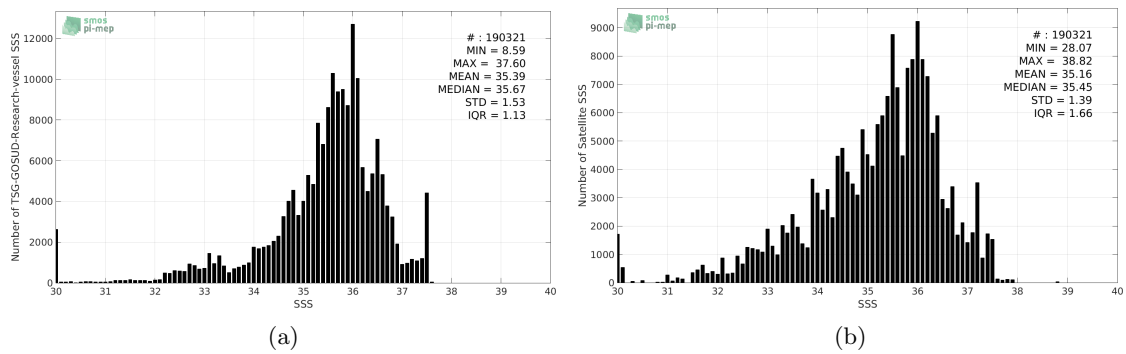 smos
pi-mep
# : 190321
MIN = 8.59
MAX = 37.60
MEAN = 35.39
MEDIAN = 35.67
STD = 1.53
IQR = 1.13
Number of TSG-GOSUD-Research-vessel SSS
12000
10000
8000
6000
4000
2000
0
30 31 32 33 34 35 36 37 38 39 40
SSS
(a)
smos
pi-mep
# : 190321
MIN = 28.07
MAX = 38.82
MEAN = 35.16
MEDIAN = 35.45
STD = 1.39
IQR = 1.66
Number of Satellite SSS
9000
8000
7000
6000
5000
4000
3000
2000
1000
0
30 31 32 33 34 35 36 37 38 39 40
SSS
(b)